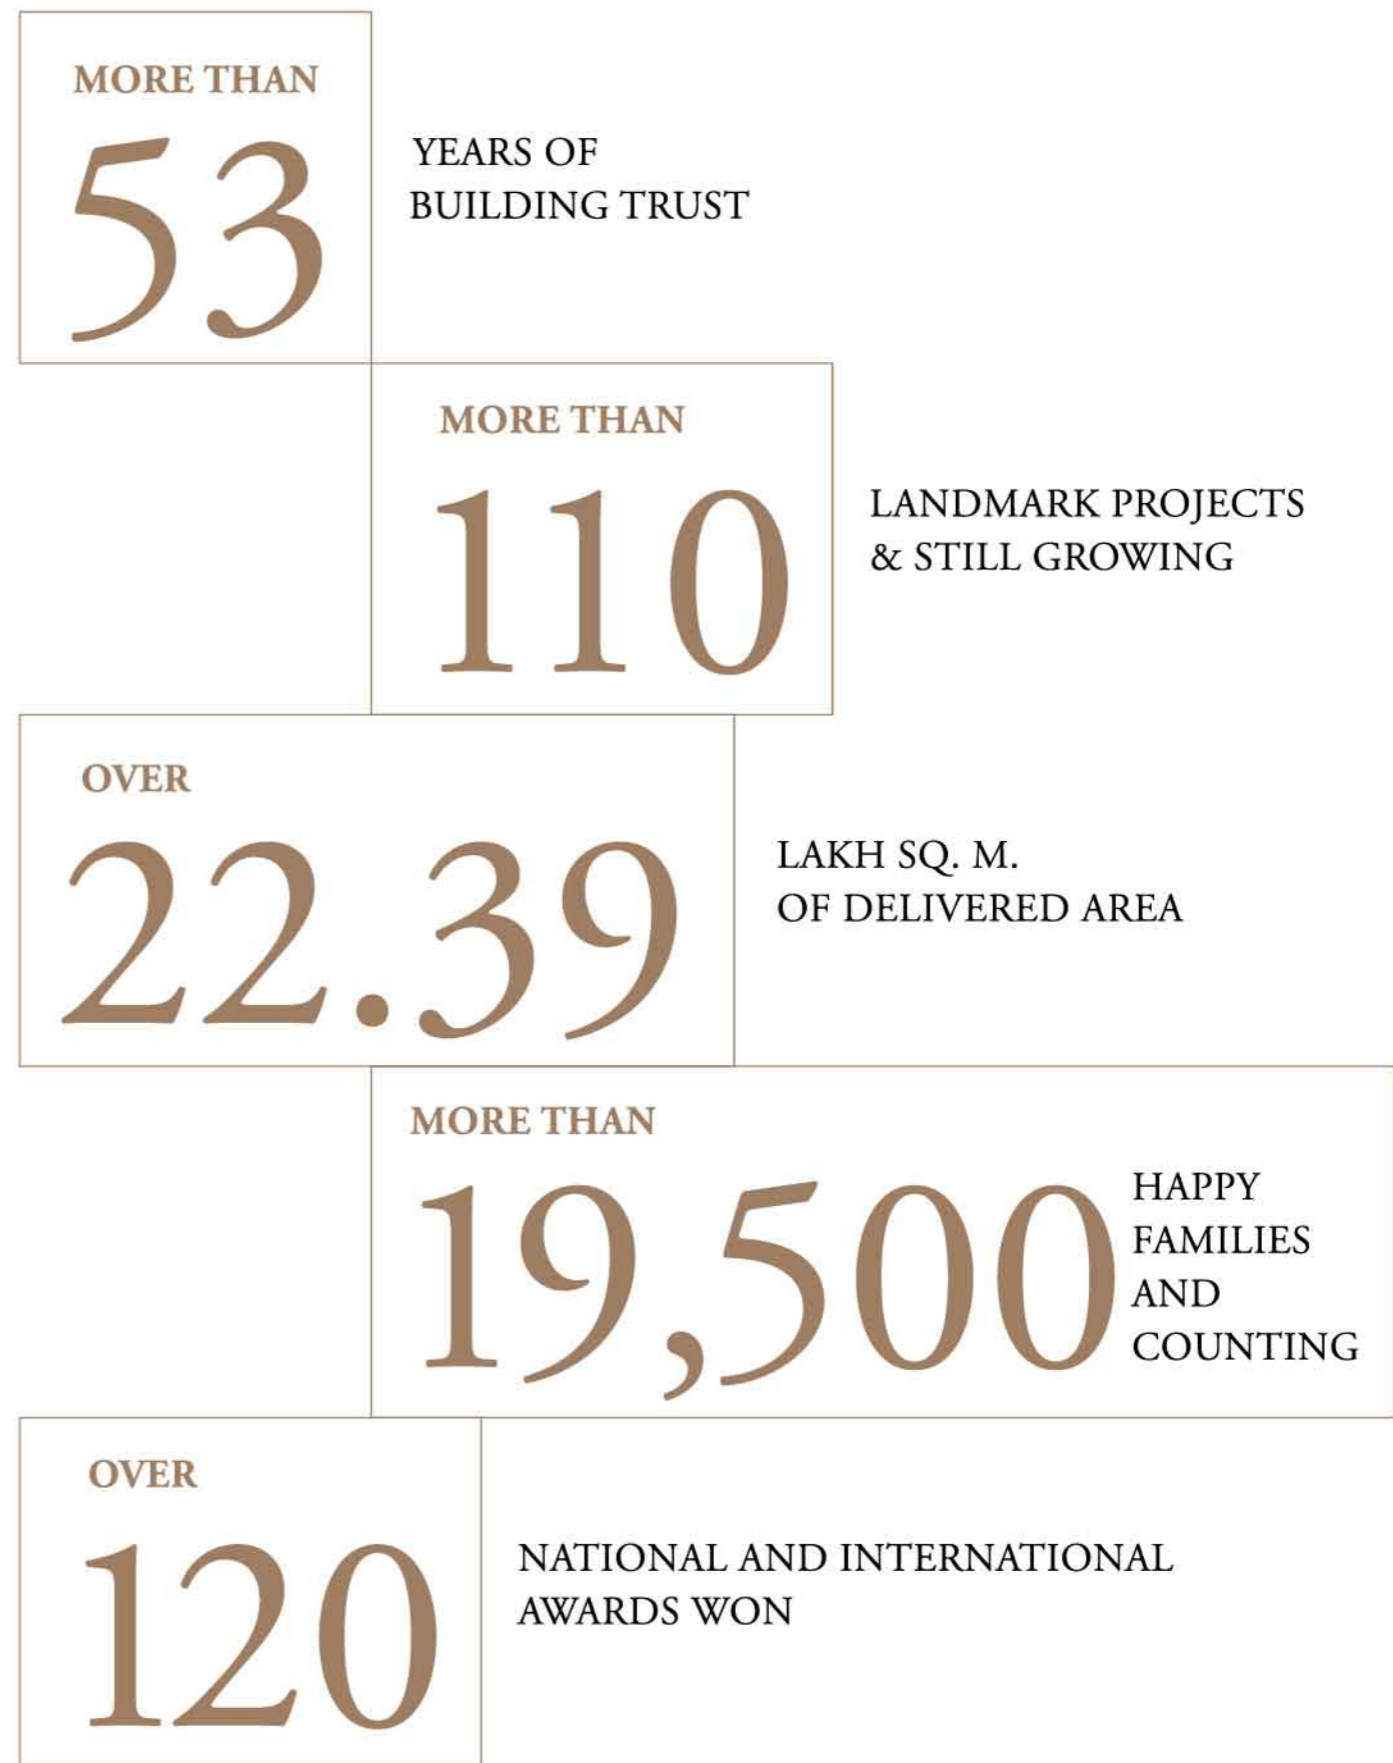 MORE THAN
53
YEARS OF
BUILDING TRUST
MORE THAN
110
LANDMARK PROJECTS
& STILL GROWING
OVER
22.39
LAKH SQ. M.
OF DELIVERED AREA
MORE THAN
19,500
HAPPY
FAMILIES
AND
COUNTING
OVER
120
NATIONAL AND INTERNATIONAL
AWARDS WON